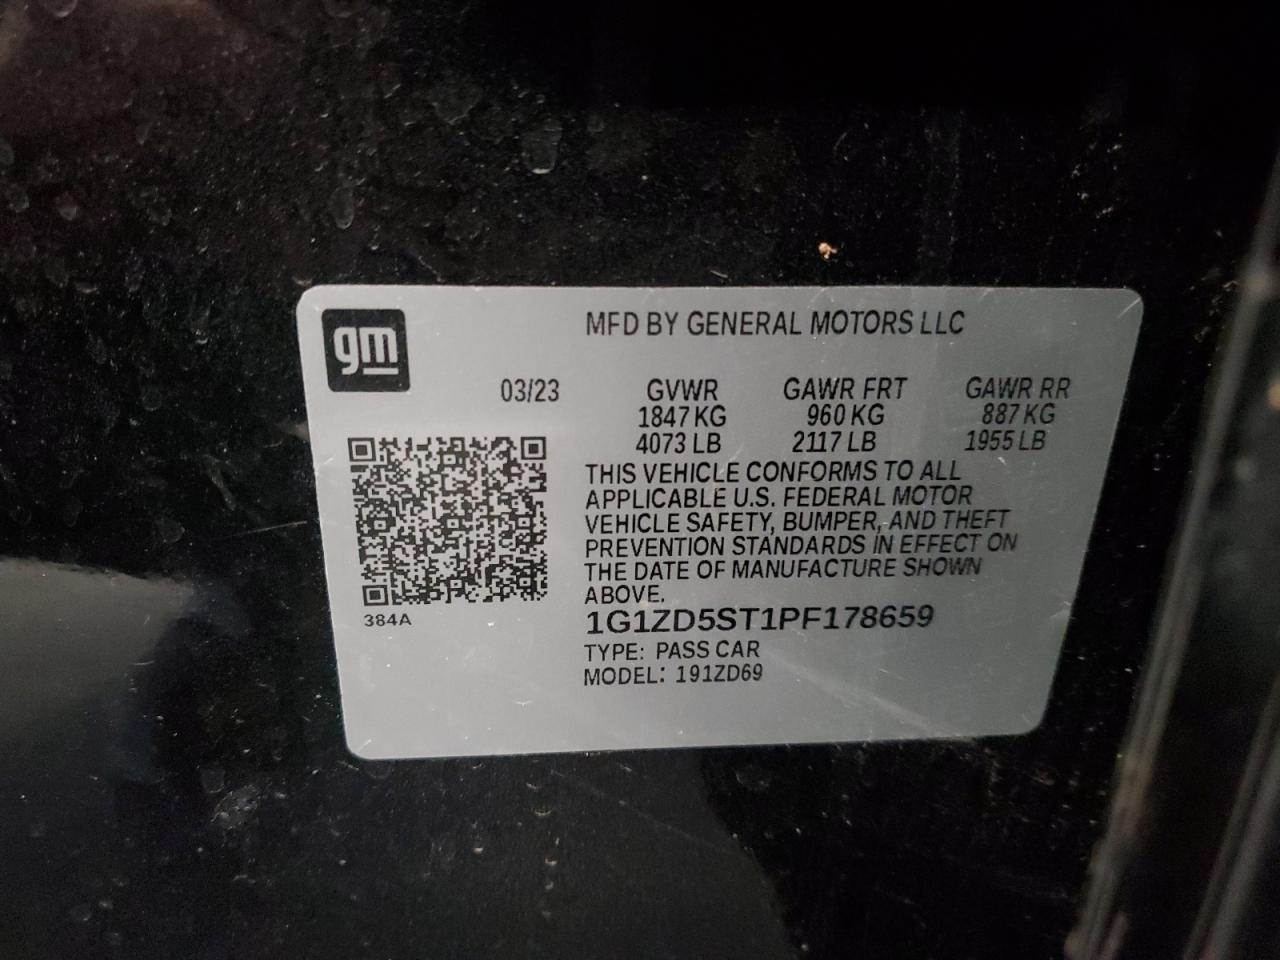 gm
MFD BY GENERAL MOTORS LLC
03/23 GVWR GAWR FRT GAWR RR
1847 KG 960 KG 887 KG
4073 LB 2117 LB 1955 LB
THIS VEHICLE CONFORMS TO ALL
APPLICABLE U.S. FEDERAL MOTOR
VEHICLE SAFETY, BUMPER, AND THEFT
PREVENTION STANDARDS IN EFFECT ON
THE DATE OF MANUFACTURE SHOWN
ABOVE.
384A
1G1ZD5ST1PF178659
TYPE: PASS CAR
MODEL: 191ZD69